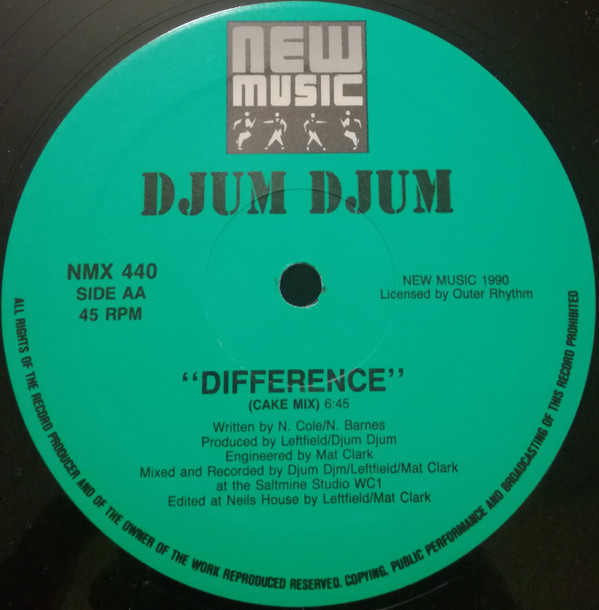 NEW
MUSIC
DJUM DJUM
NMX 440
SIDE AA
45 RPM
NEW MUSIC 1990
Licensed by Outer Rhythm
"DIFFERENCE"
(CAKE MIX) 6:45
Written by N. Cole/N. Barnes
Produced by Leftfield/Djum Djum
Engineered by Mat Clark
Mixed and Recorded by Djum Djm/Leftfield/Mat Clark
at the Saltmine Studio WC1
Edited at Neils House by Leftfield/Mat Clark
ALL RIGHTS OF THE RECORD PRODUCER AND OF THE OWNER OF THE WORK REPRODUCED RESERVED. COPYING, PUBLIC PERFORMANCE AND BROADCASTING OF THIS RECORD PROHIBITED